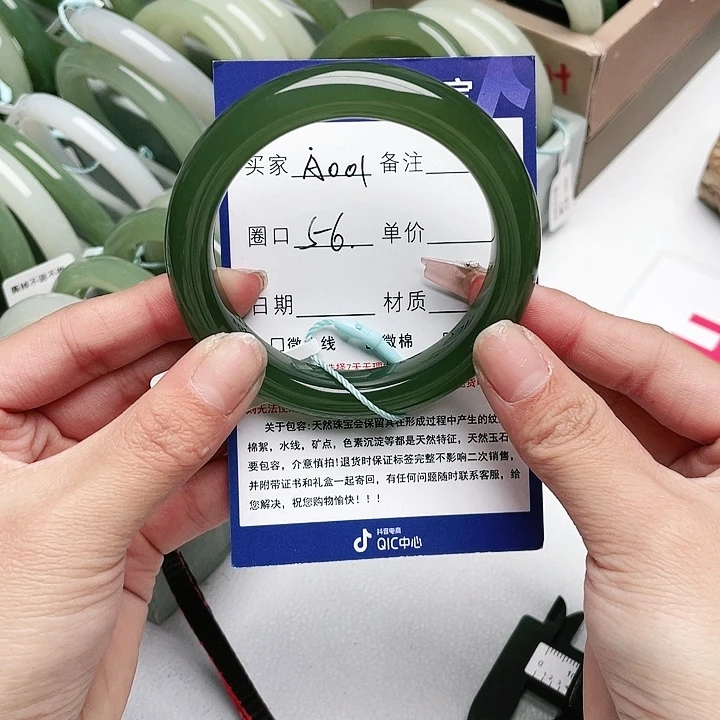 买家 A001 备注
圈口 56. 单价
日期 材质
微 线 微棉
关于包容:天然珠宝会保留其在形成过程中产生的纹
棉絮，水线，矿点，色素沉淀等都是天然特征，天然玉石
要包容，介意慎拍!退货时保证标签完整不影响二次销售，
并附带证书和礼盒一起寄回，有任何问题随时联系客服，给
您解决，祝您购物愉快！！！
抖音电商
QIC中心